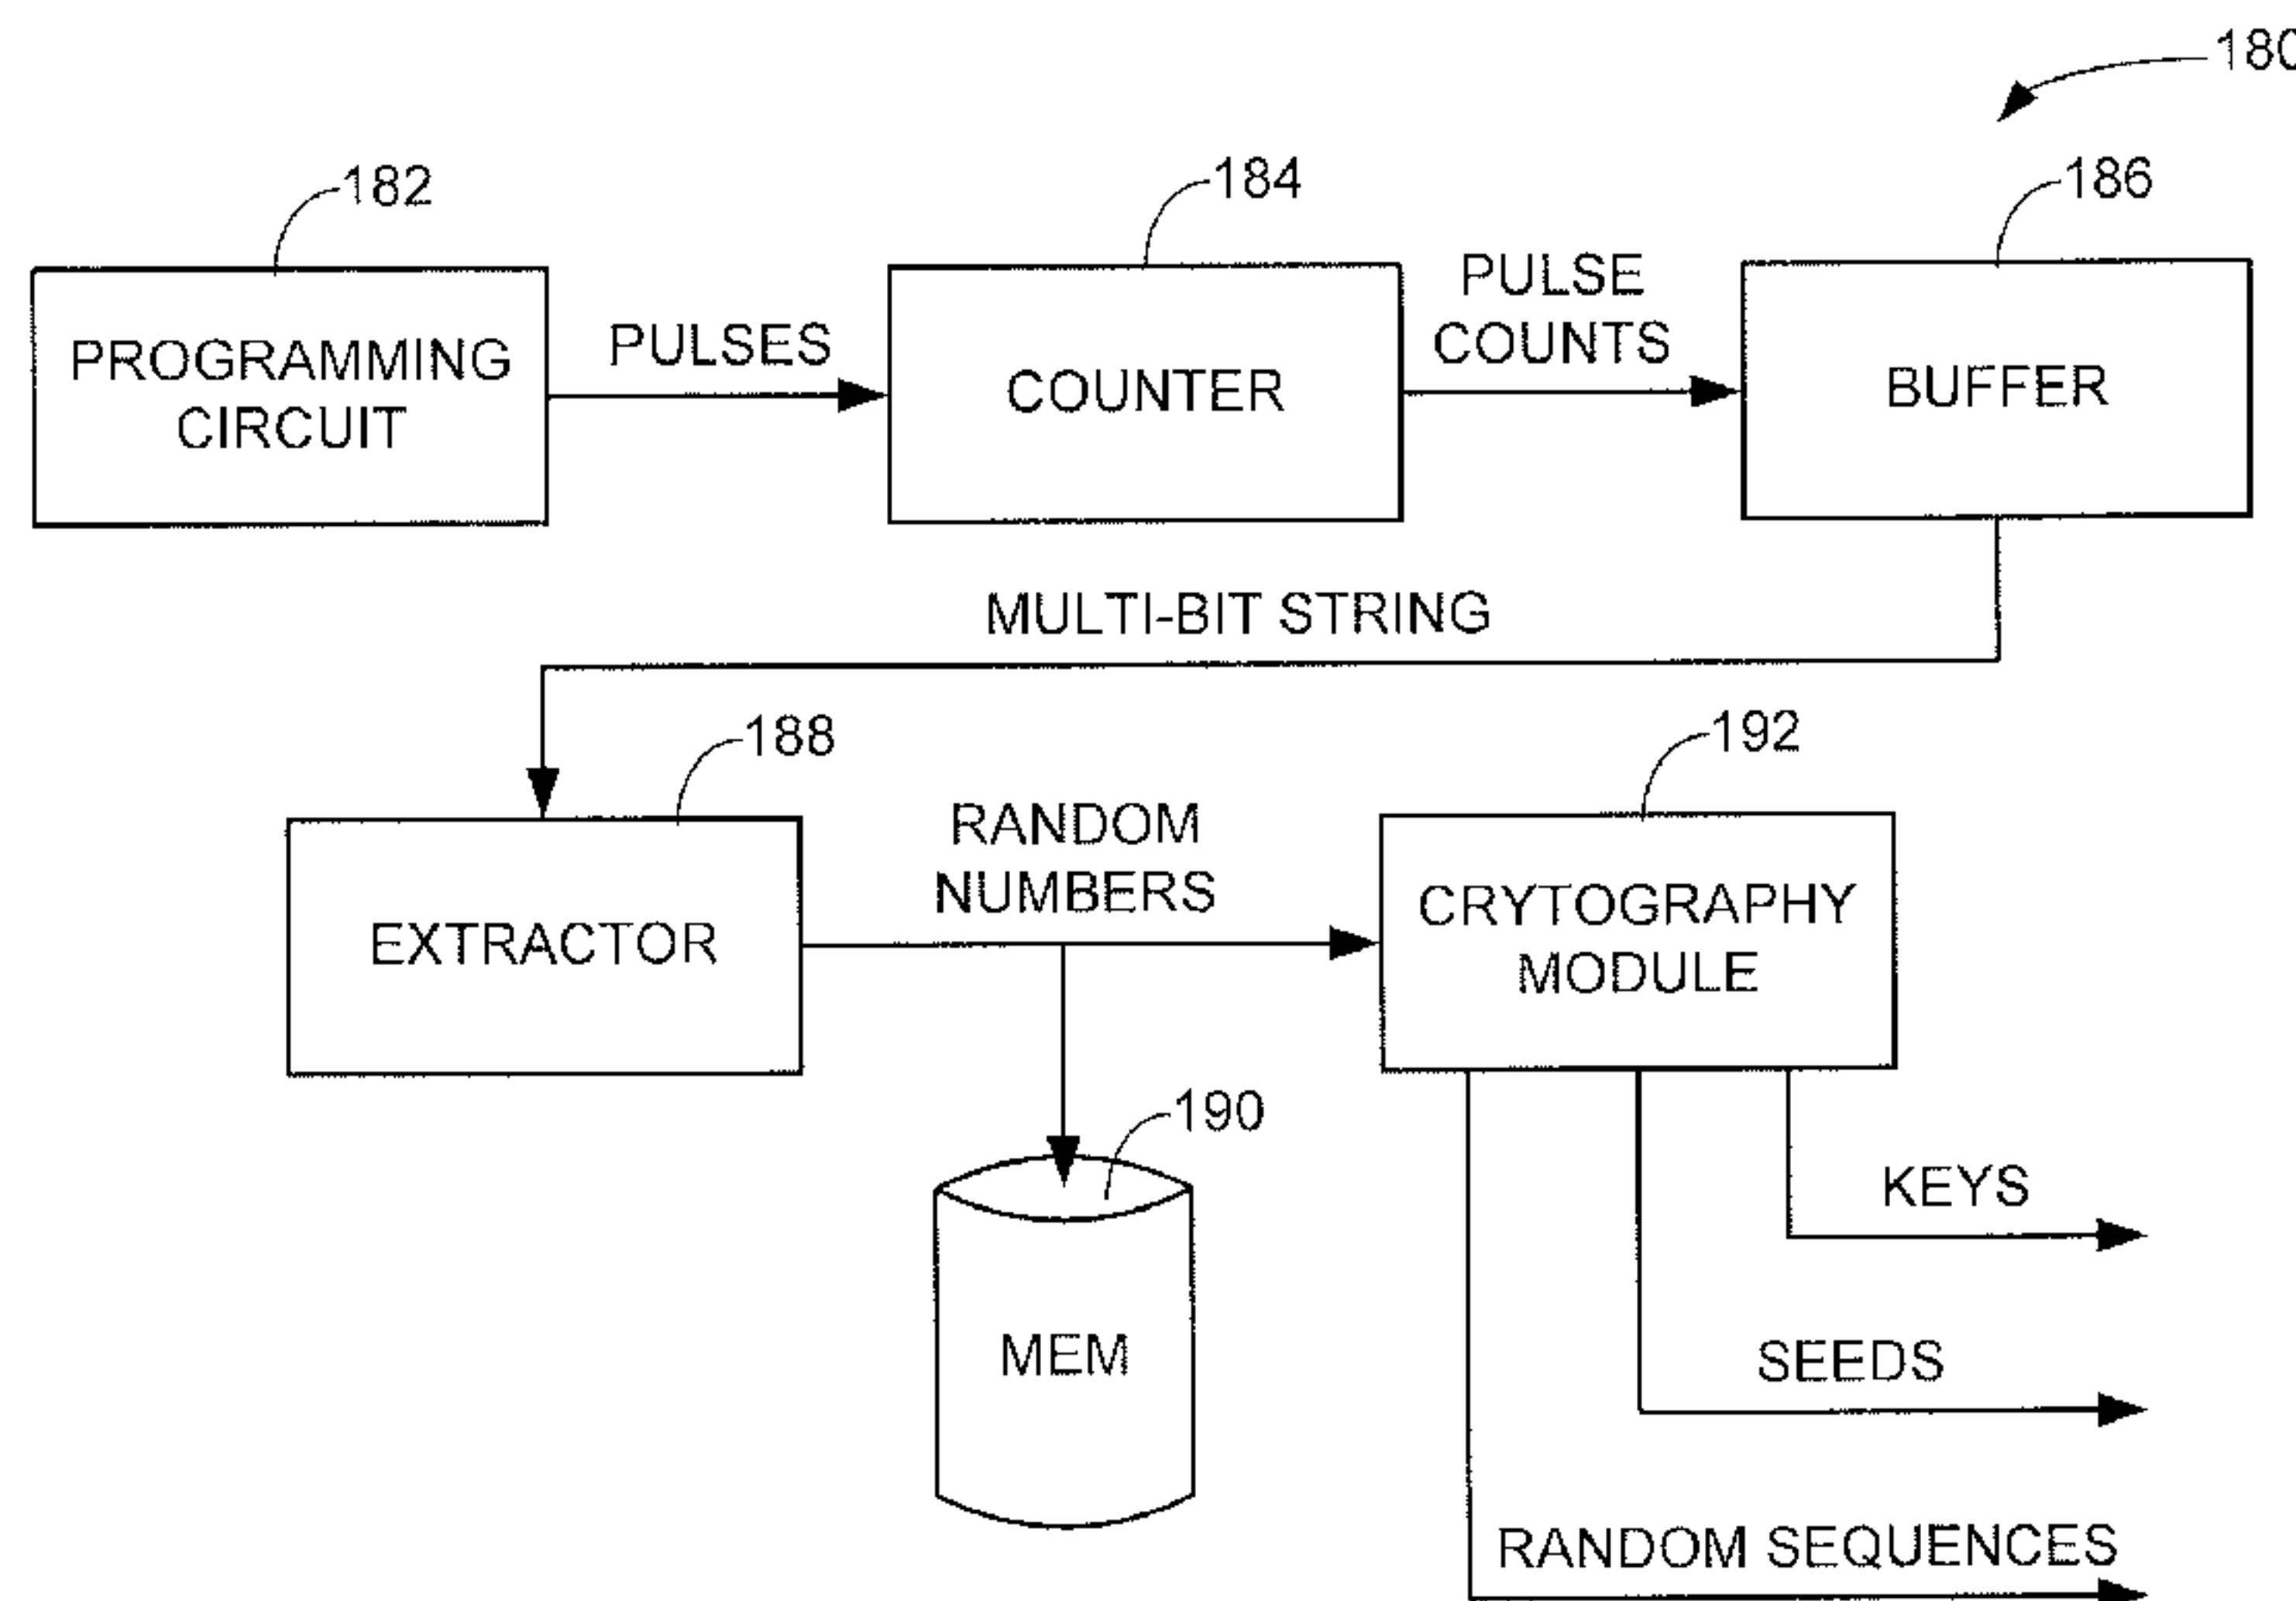 180
182
184
186
PROGRAMMING
CIRCUIT
PULSES
COUNTER
PULSE
COUNTS
BUFFER
MULTI-BIT STRING
188
192
EXTRACTOR
RANDOM
NUMBERS
CRYTOGRAPHY
MODULE
190
MEM
KEYS
SEEDS
RANDOM SEQUENCES